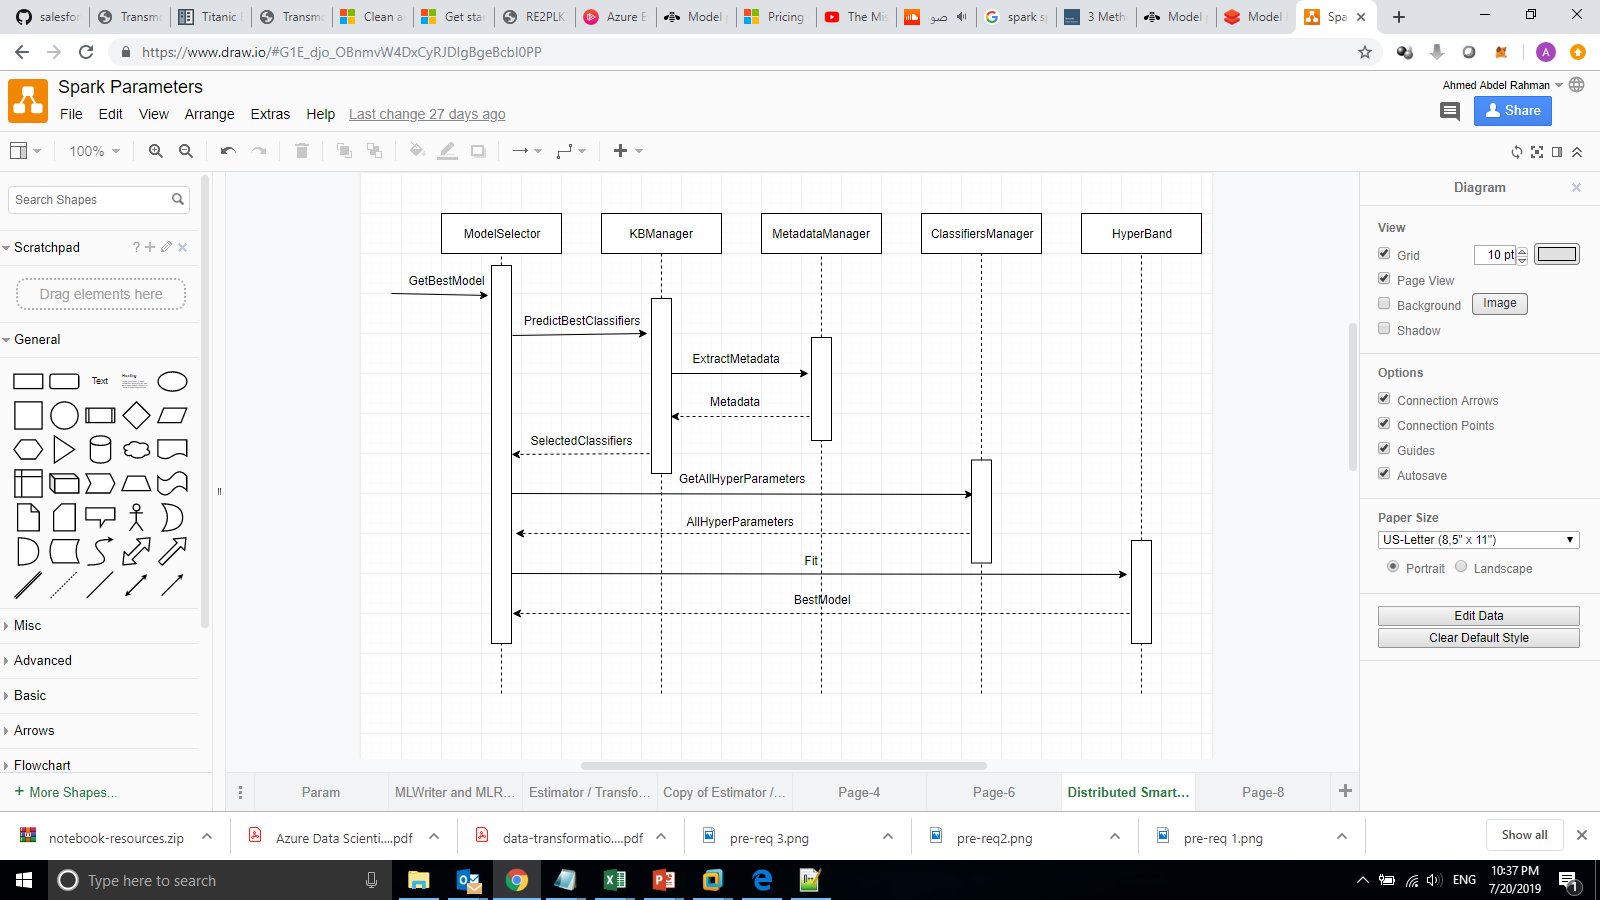 salesfor
Transmo
Titanic
Transmo
Clean a
Get star
RE2PLK
Azure E
Model
Pricing
The Mis
صو
spark sp
3 Meth
Model p
Model
Spa
https://www.draw.io/#G1E_djo_OBnmvW4DxCyRJDIgBgeBcbI0PP
A
Spark Parameters
Ahmed Abdel Rahman
File Edit View Arrange Extras Help Last change 27 days ago
Share
100%
Search Shapes
Scratchpad
?
Drag elements here
General
Text
Heading
Misc
Advanced
Basic
Arrows
Flowchart
+ More Shapes...
ModelSelector
KBManager
MetadataManager
ClassifiersManager
HyperBand
GetBestModel
PredictBestClassifiers
ExtractMetadata
Metadata
SelectedClassifiers
GetAllHyperParameters
AllHyperParameters
Fit
BestModel
Diagram
View
Grid
10 pt
Page View
Background
Image
Shadow
Options
Connection Arrows
Connection Points
Guides
Autosave
Paper Size
US-Letter (8,5" x 11")
Portrait
Landscape
Edit Data
Clear Default Style
Param
MLWriter and MLR...
Estimator / Transfo...
Copy of Estimator /...
Page-4
Page-6
Distributed Smart...
Page-8
notebook-resources.zip
Azure Data Scienti....pdf
data-transformatio....pdf
pre-req 3.png
pre-req2.png
pre-req 1.png
Show all
Type here to search
ENG
10:37 PM
7/20/2019
1